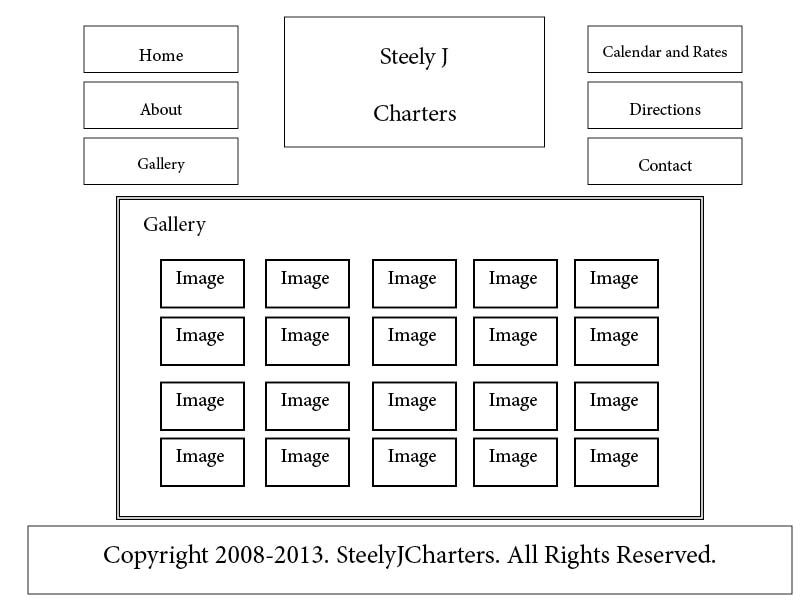 Home
Steely J
Calendar and Rates
About
Charters
Directions
Gallery
Contact
Gallery
Image Image Image Image Image
Image Image Image Image Image
Image Image Image Image Image
Image Image Image Image Image
Copyright 2008-2013. SteelyJCharters. All Rights Reserved.